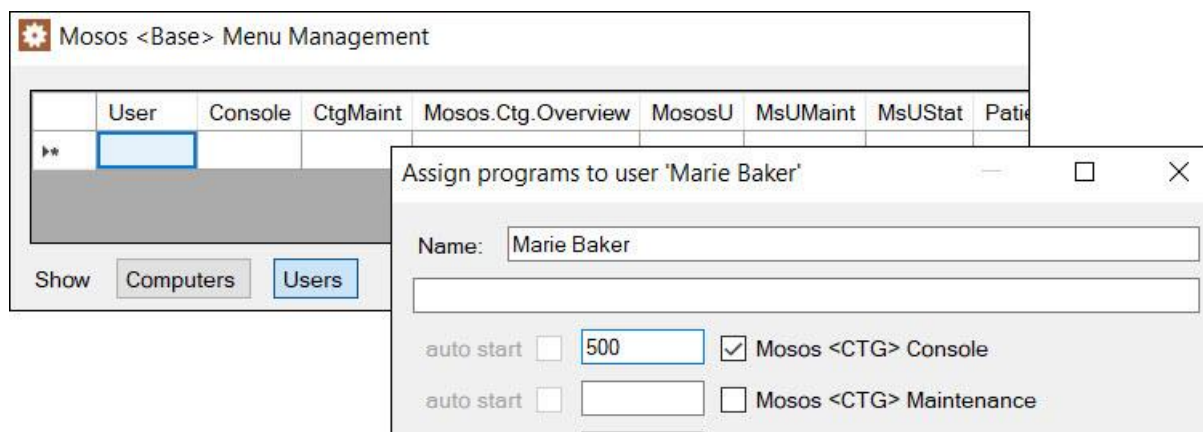 Mosos <Base> Menu Management
User Console CtgMaint Mosos.Ctg.Overview MososU MsUMaint MsUStat Patie
Assign programs to user 'Marie Baker'
Name: Marie Baker
Show Computers Users
auto start 500 Mosos <CTG> Console
auto start Mosos <CTG> Maintenance